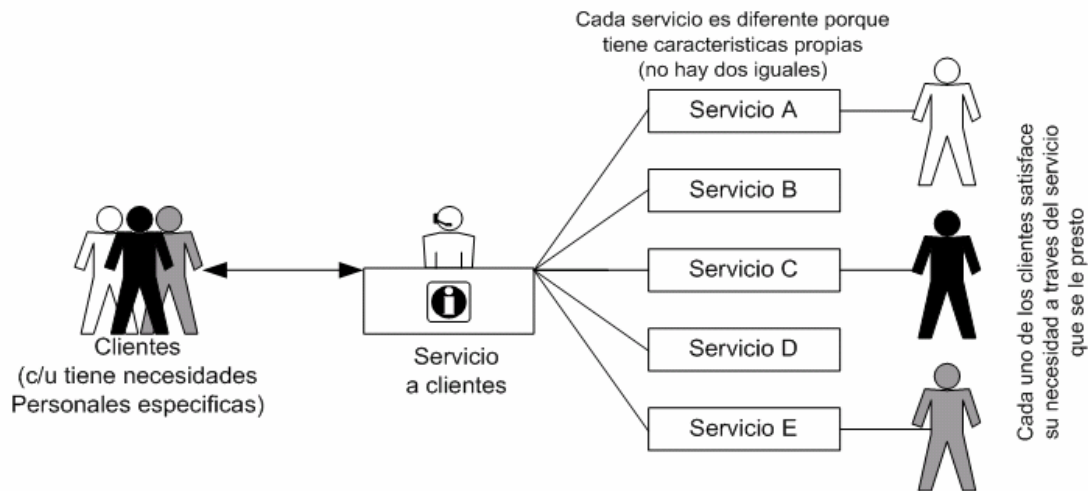 Cada servicio es diferente porque
tiene caracteristicas propias
(no hay dos iguales)
Servicio A
Servicio B
Servicio C
Servicio D
Servicio E
Clientes
(c/u tiene necesidades
Personales especificas)
Servicio
a clientes
Cada uno de los clientes satisface
su necesidad a traves del servicio
que se le presto